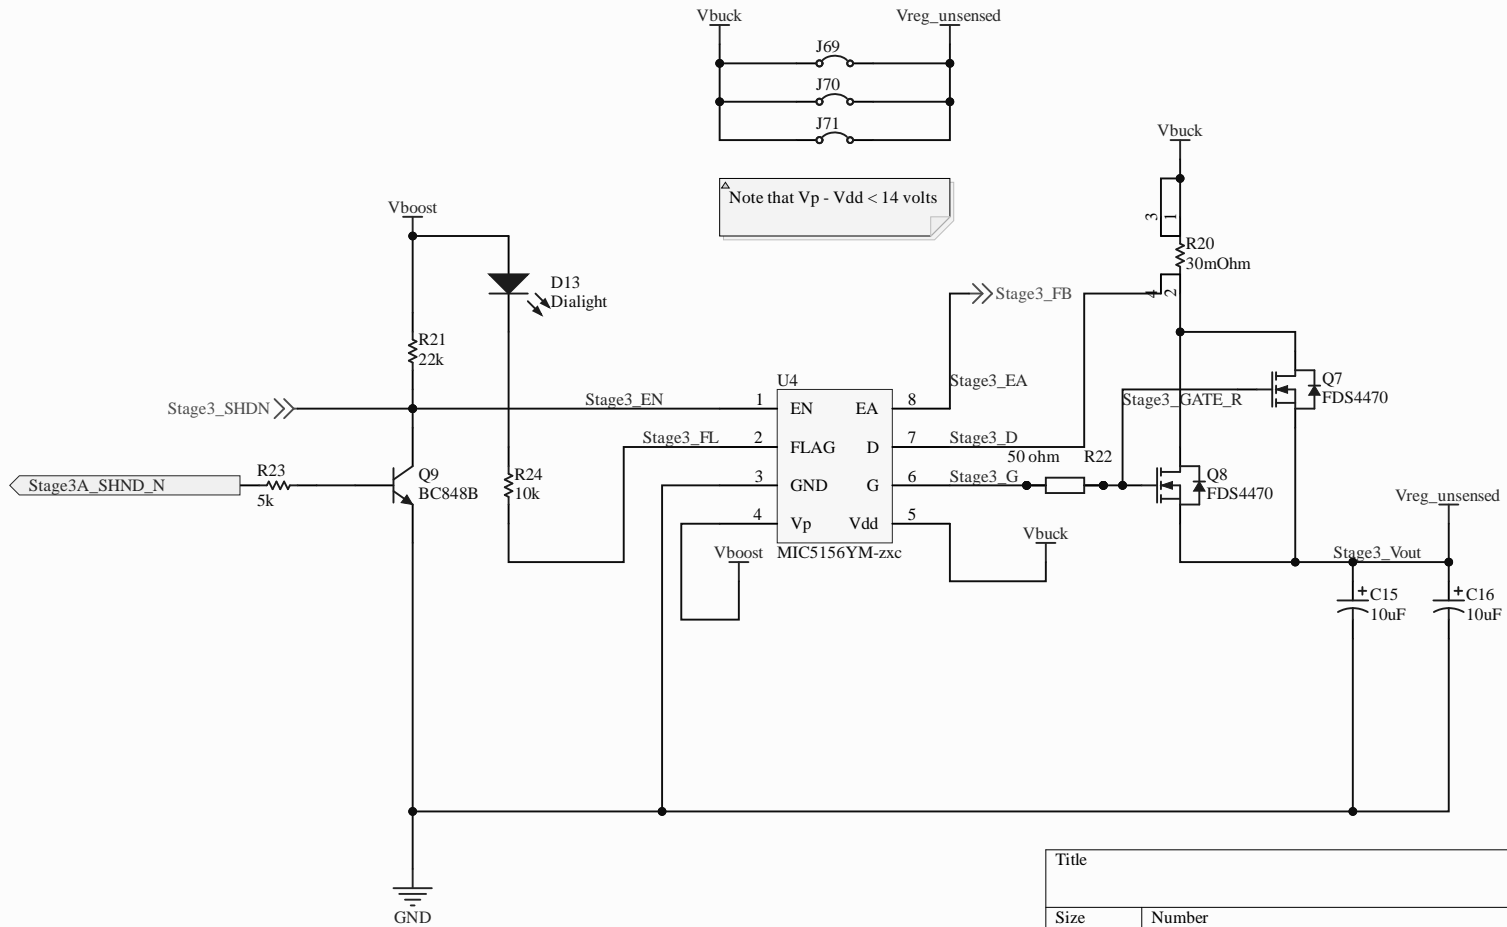 Vbuck
Vreg_unsensed
J69
J70
J71
Note that Vp - Vdd < 14 volts
Vbuck
3
1
R20
30mOhm
4
2
Vboost
D13
Dialight
Stage3_FB
R21
22k
U4
Stage3_EA
Q7
FDS4470
Stage3_SHDN
Stage3_EN
1
EN
EA
8
Stage3_GATE_R
Stage3_FL
2
FLAG
D
7
Stage3_D
50 ohm
R22
Stage3A_SHND_N
R23
5k
Q9
BC848B
R24
10k
3
GND
G
6
Stage3_G
Q8
FDS4470
4
Vp
Vdd
5
MIC5156YM-zxc
Vboost
Vbuck
Vreg_unsensed
Stage3_Vout
+
C15
10uF
+
C16
10uF
GND
Title
Size
Number